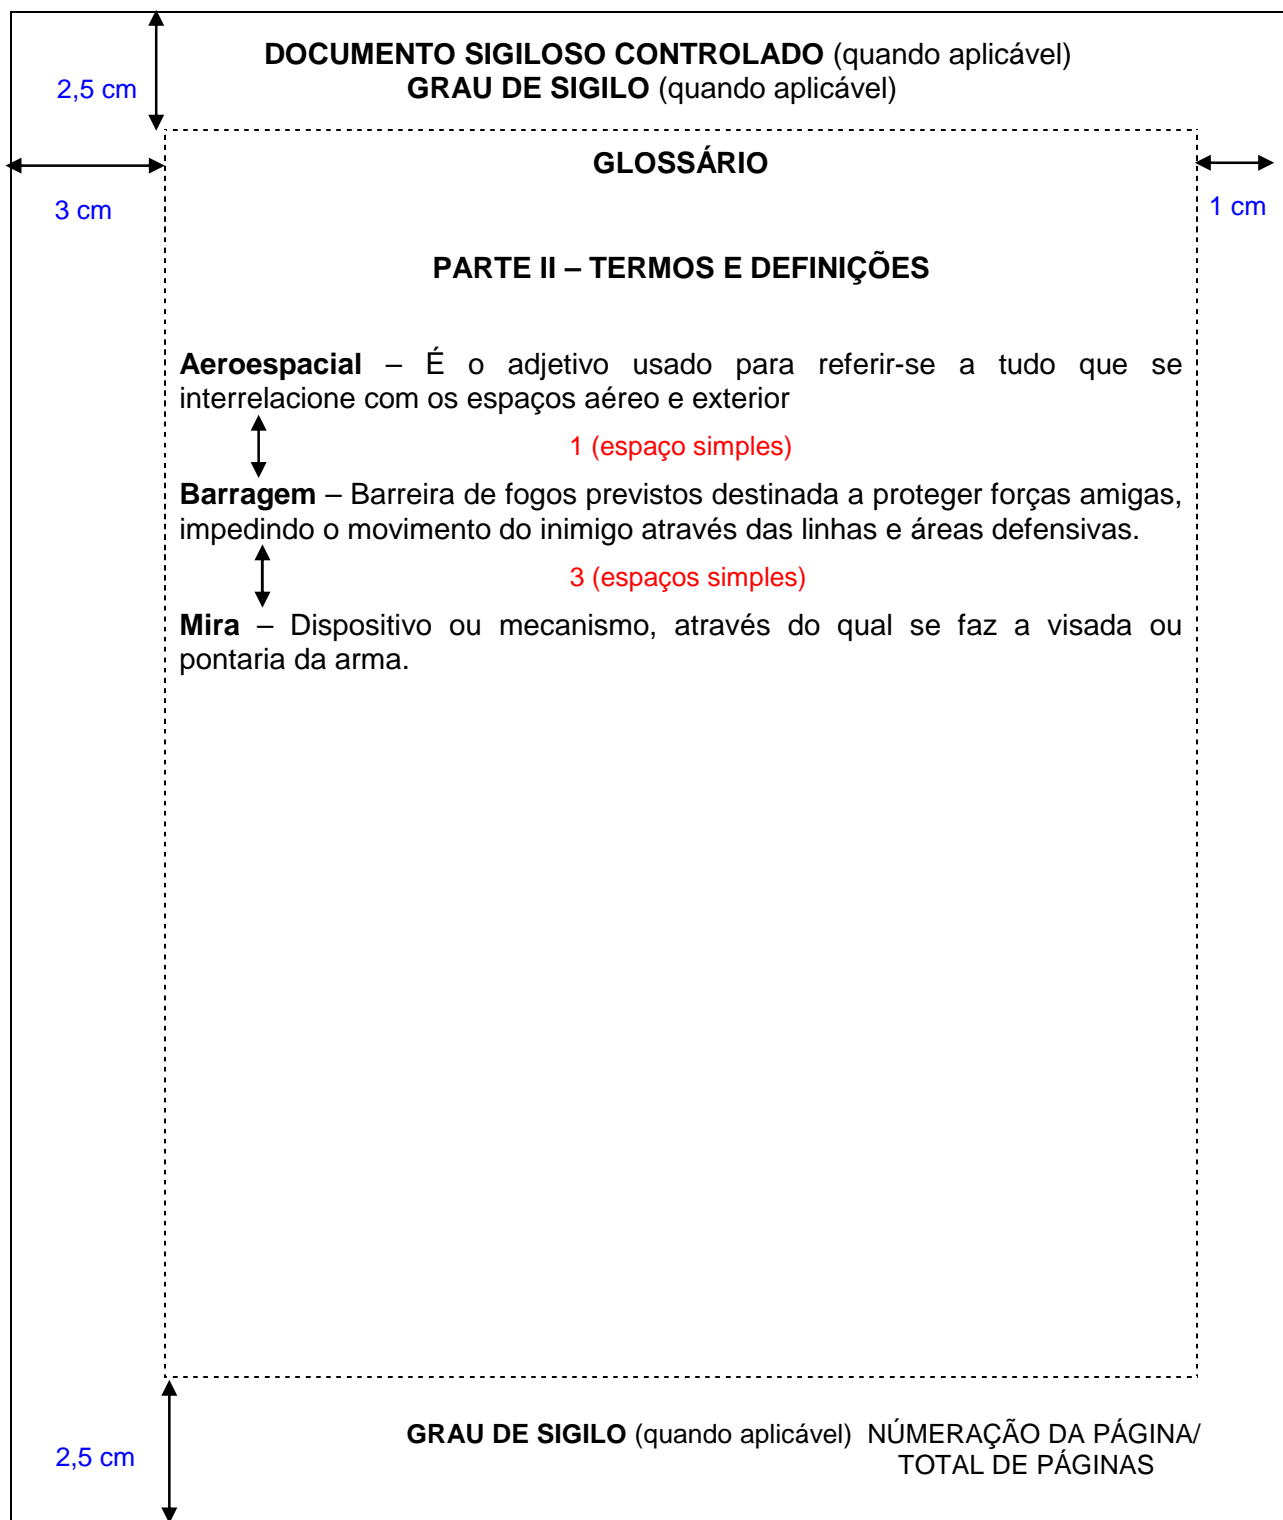 DOCUMENTO SIGILOSO CONTROLADO (quando aplicável)
2,5 cm
GRAU DE SIGILO (quando aplicável)
GLOSSÁRIO
3 cm
1 cm
PARTE II – TERMOS E DEFINIÇÕES
Aeroespacial – É o adjetivo usado para referir-se a tudo que se
interrelacione com os espaços aéreo e exterior
1 (espaço simples)
Barragem – Barreira de fogos previstos destinada a proteger forças amigas,
impedindo o movimento do inimigo através das linhas e áreas defensivas.
3 (espaços simples)
Mira – Dispositivo ou mecanismo, através do qual se faz a visada ou
pontaria da arma.
GRAU DE SIGILO (quando aplicável) NÚMERAÇÃO DA PÁGINA/
2,5 cm
TOTAL DE PÁGINAS